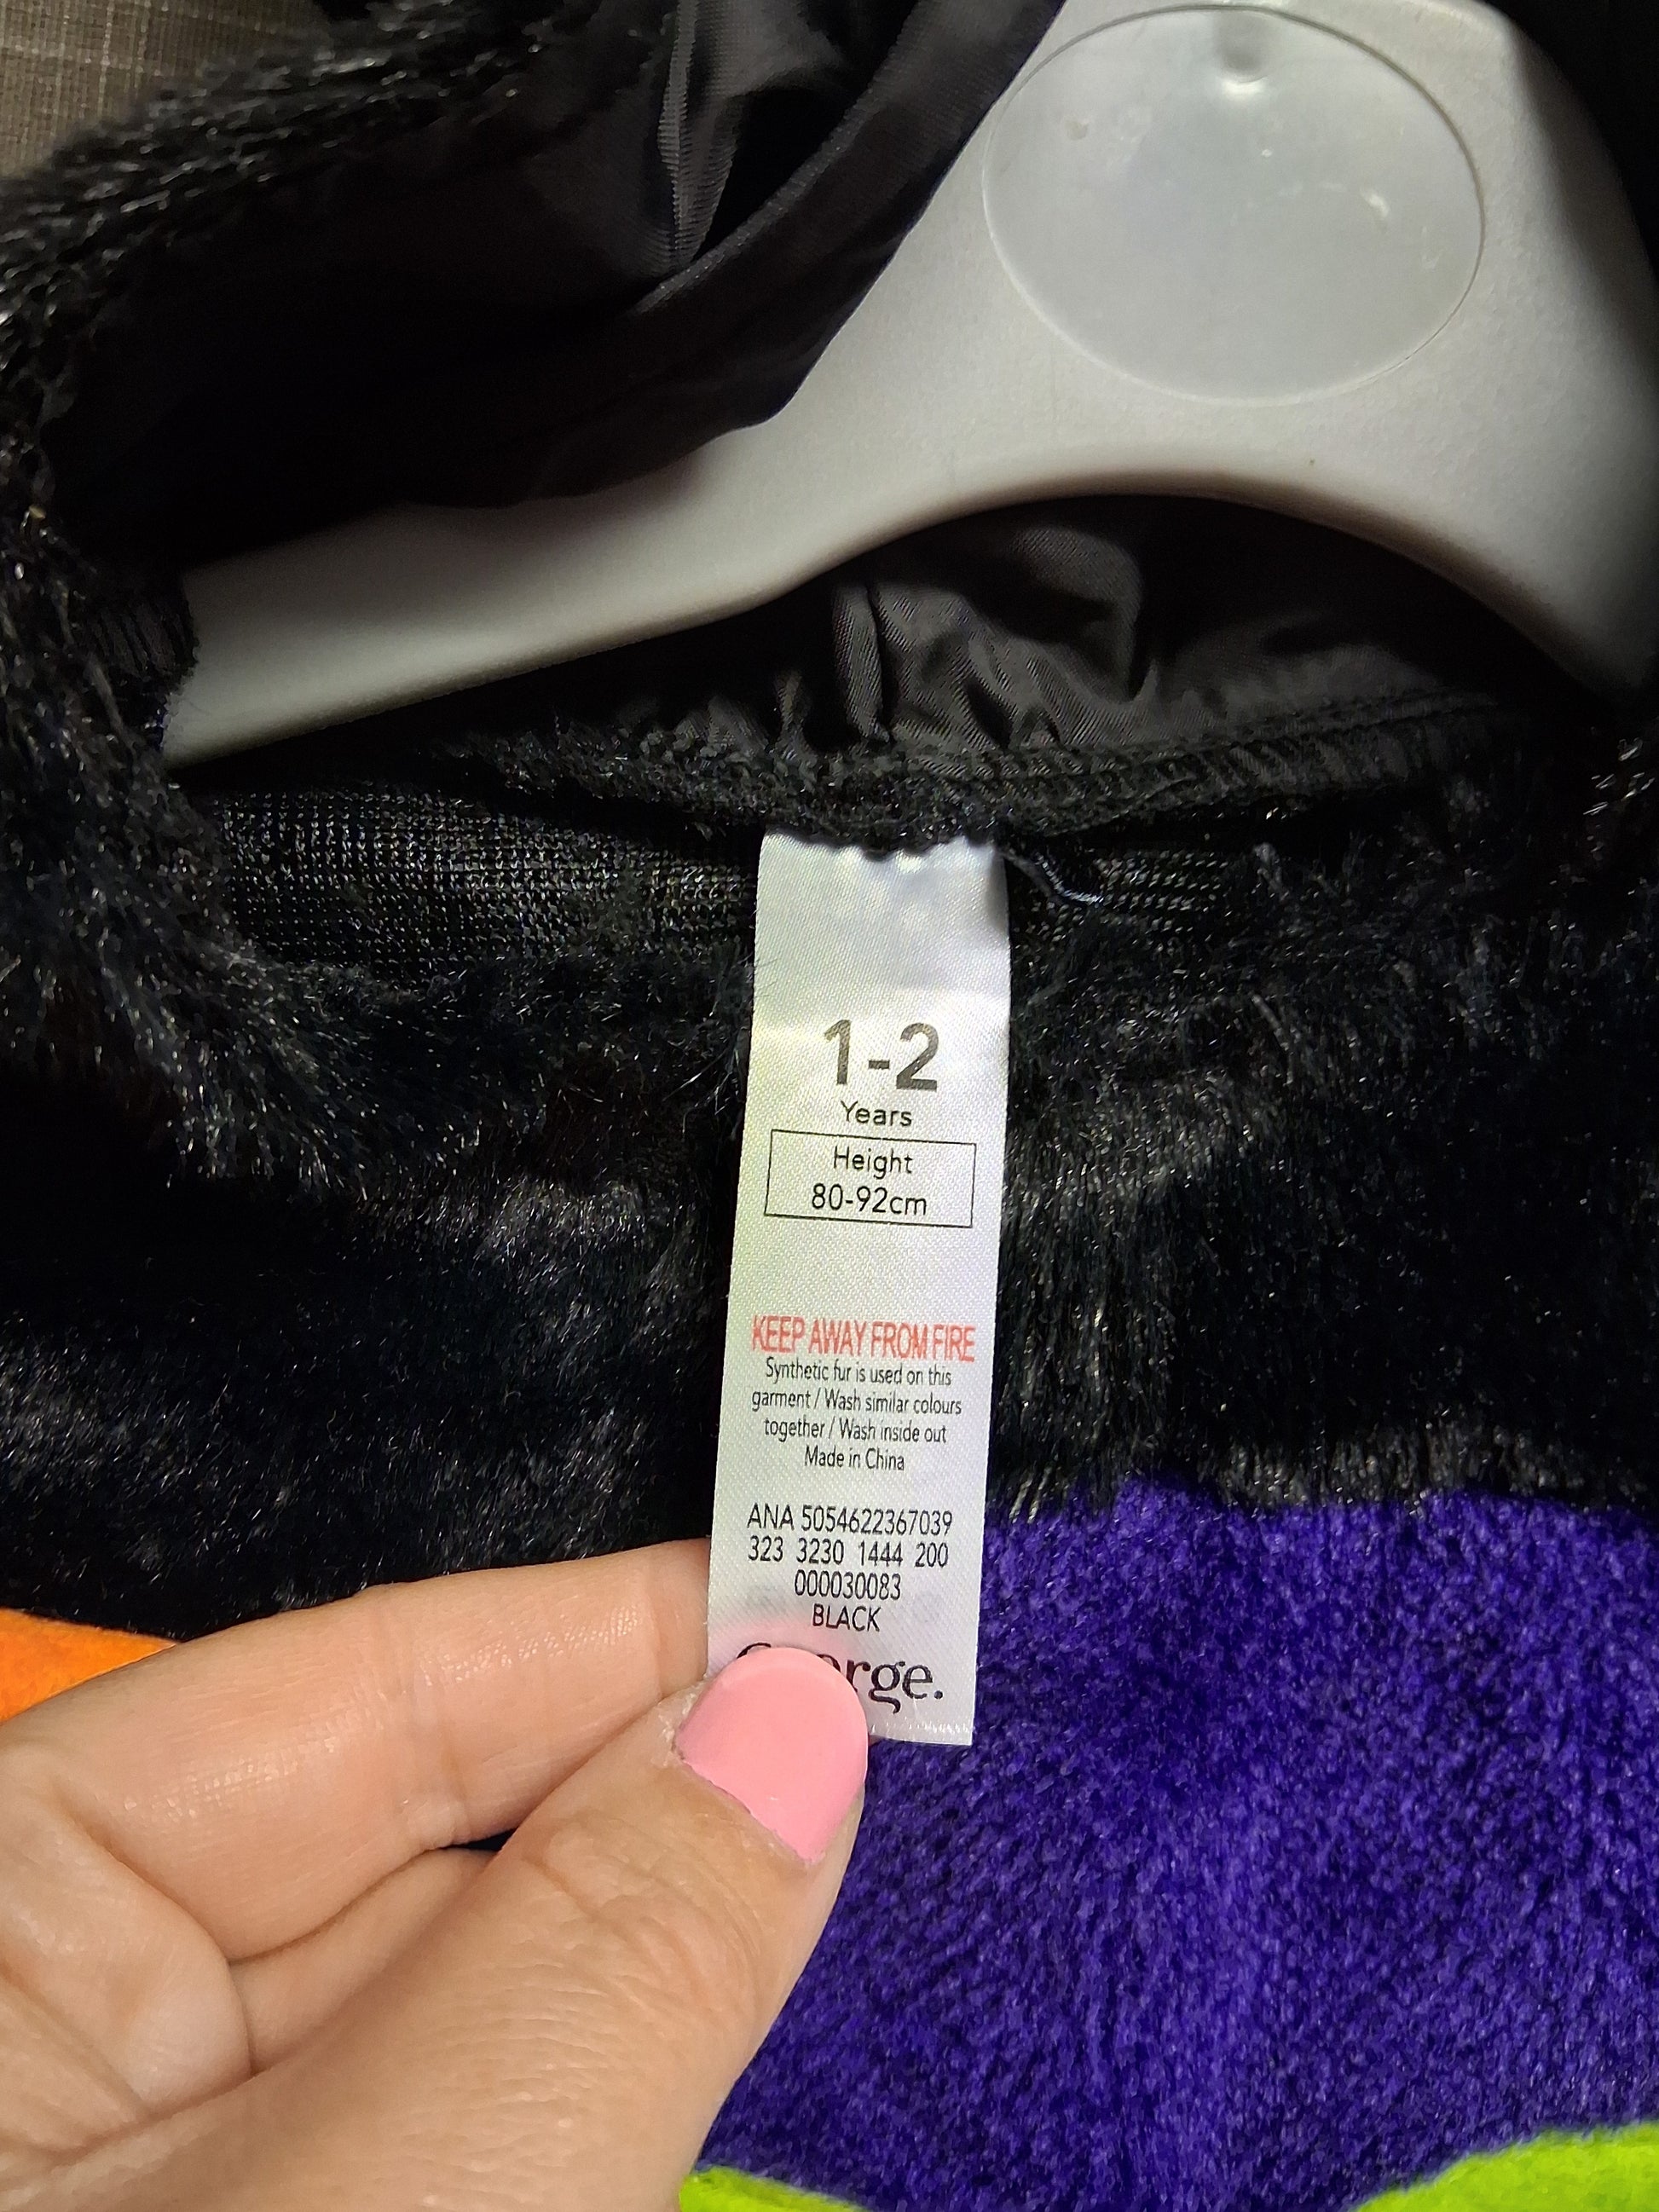 1-2
Years
Height
80-92cm
KEEP AWAY FROM FIRE
Synthetic fur is used on this
garment / Wash similar colours
together / Wash inside out
Made in China
ANA 5054622367039
323 3230 1444 200
000030083
BLACK